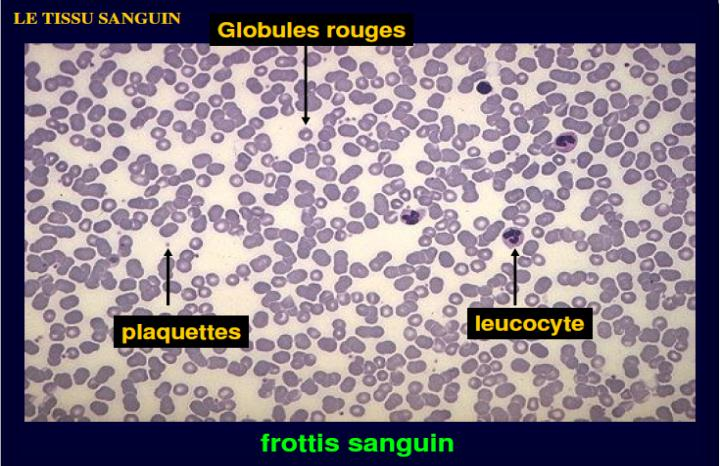 LE TISSU SANGUIN
Globules rouges
plaquettes
leucocyte
frottis sanguin